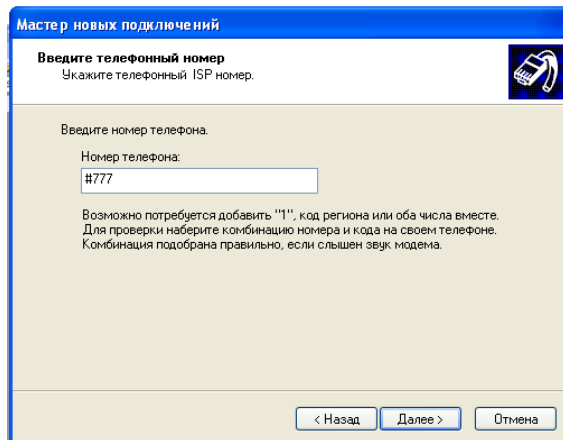 Мастер новых подключений
Введите телефонный номер
Укажите телефонный ISP номер.
Введите номер телефона.
Номер телефона:
#777
Возможно потребуется добавить "1", код региона или оба числа вместе.
Для проверки наберите комбинацию номера и кода на своем телефоне.
Комбинация подобрана правильно, если слышен звук модема.
< Назад Далее > Отмена